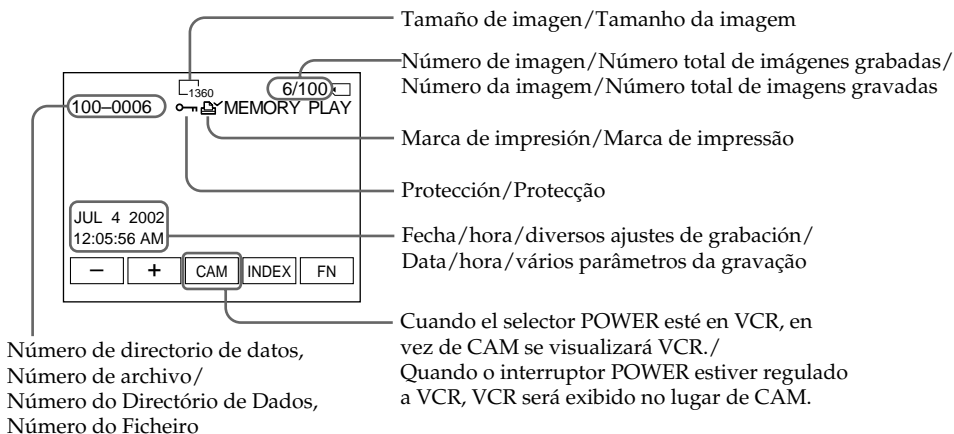 Tamaño de imagen/Tamanho da imagem
Número de imagen/Número total de imágenes grabadas/
Número da imagem/Número total de imagens gravadas
1360
6/100
100–0006
MEMORY PLAY
Marca de impresión/Marca de impressão
Protección/Protecção
JUL 4 2002
12:05:56 AM
Fecha/hora/diversos ajustes de grabación/
Data/hora/vários parâmetros da gravação
− + CAM INDEX FN
Cuando el selector POWER esté en VCR, en
vez de CAM se visualizará VCR./
Quando o interruptor POWER estiver regulado
a VCR, VCR será exibido no lugar de CAM.
Número de directorio de datos,
Número de archivo/
Número do Directório de Dados,
Número do Ficheiro